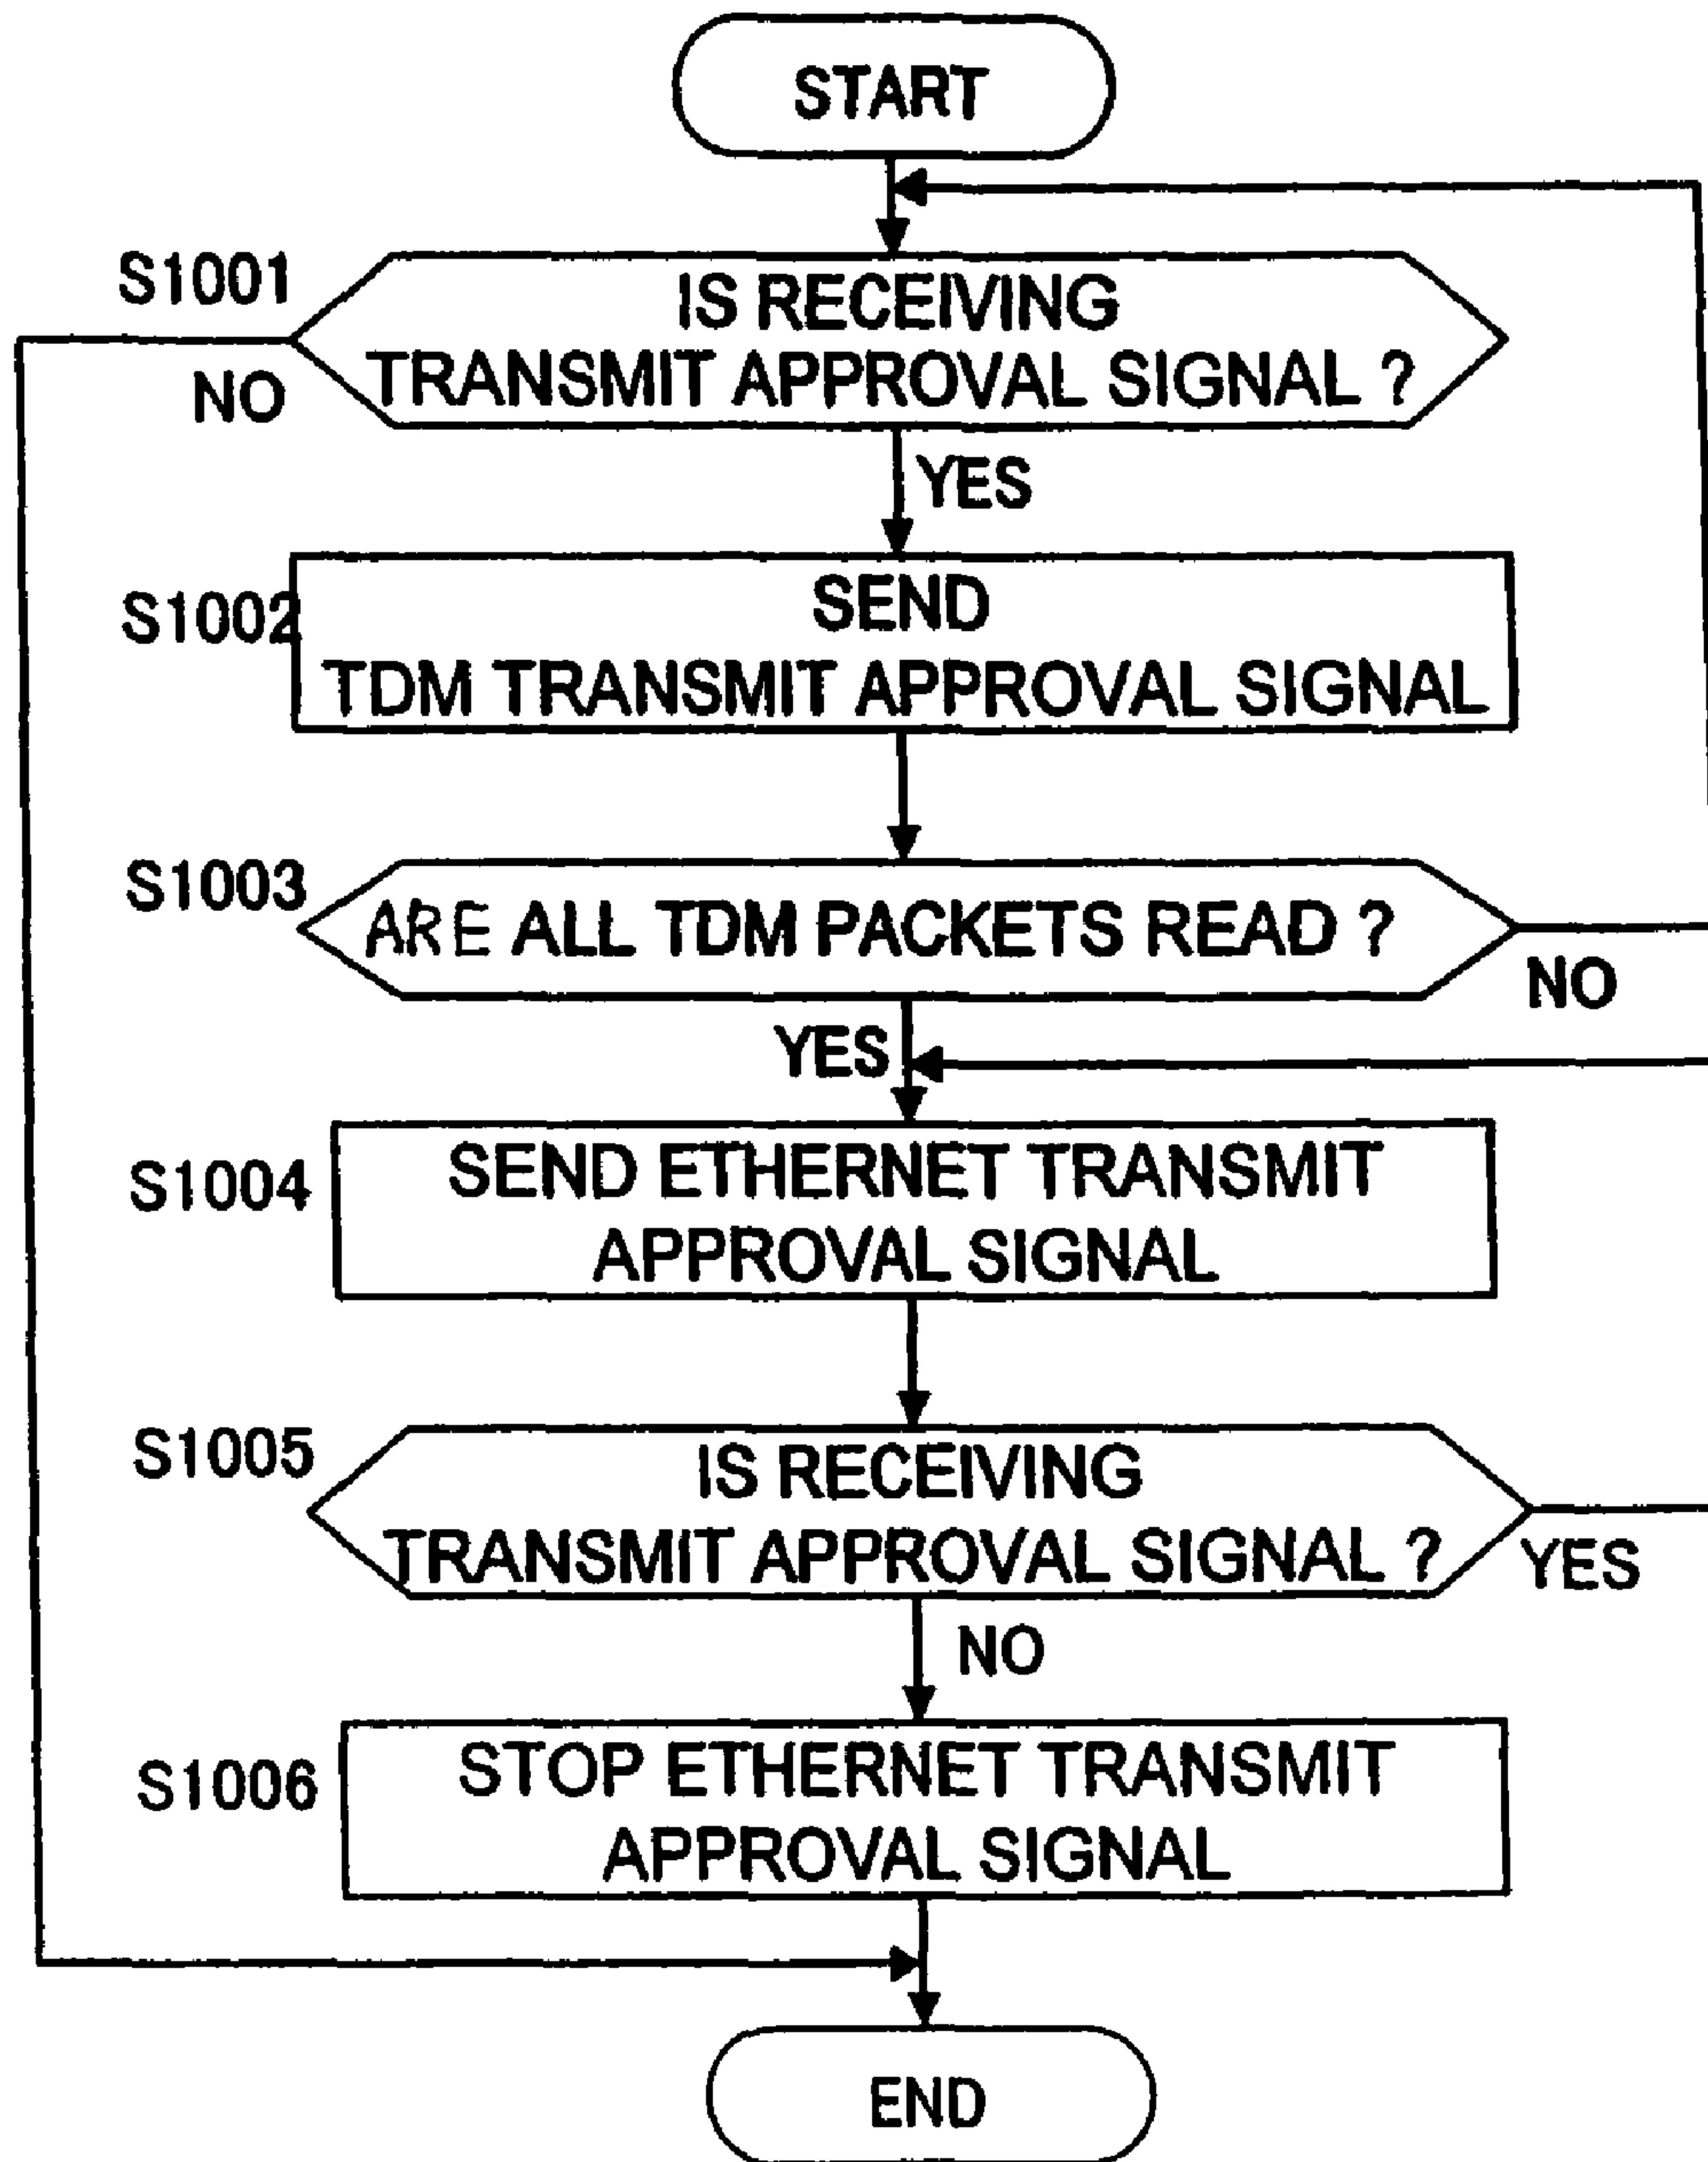 START
S1001
IS RECEIVING
TRANSMIT APPROVAL SIGNAL ?
NO
YES
S1002
SEND
TDM TRANSMIT APPROVAL SIGNAL
S1003
ARE ALL TDM PACKETS READ ?
NO
YES
S1004
SEND ETHERNET TRANSMIT
APPROVAL SIGNAL
S1005
IS RECEIVING
TRANSMIT APPROVAL SIGNAL ?
YES
NO
S1006
STOP ETHERNET TRANSMIT
APPROVAL SIGNAL
END